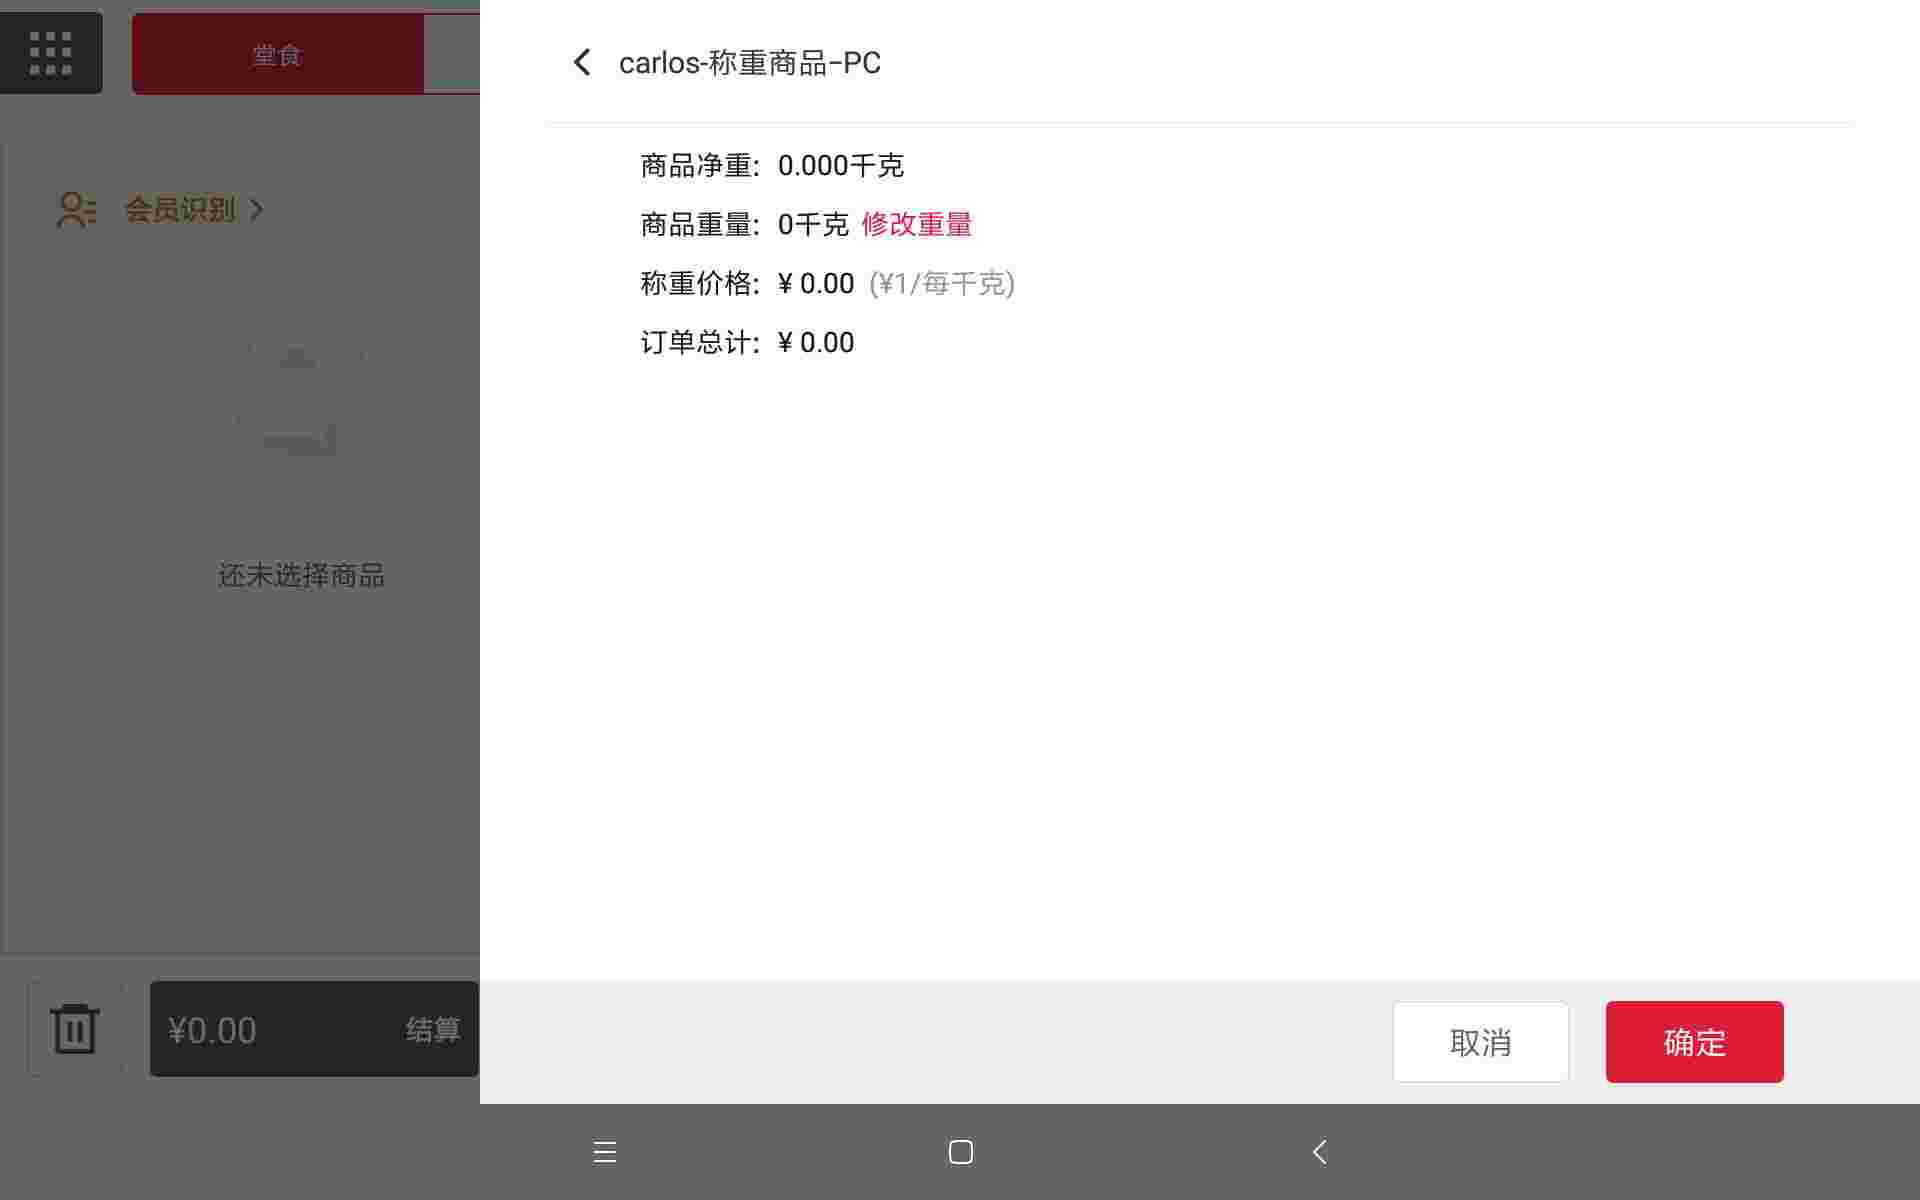 堂食
会员识别
还未选择商品
¥0.00 结算
carlos-称重商品-PC
商品净重: 0.000千克
商品重量: 0千克 修改重量
称重价格: ¥ 0.00 (¥1/每千克)
订单总计: ¥ 0.00
取消 确定